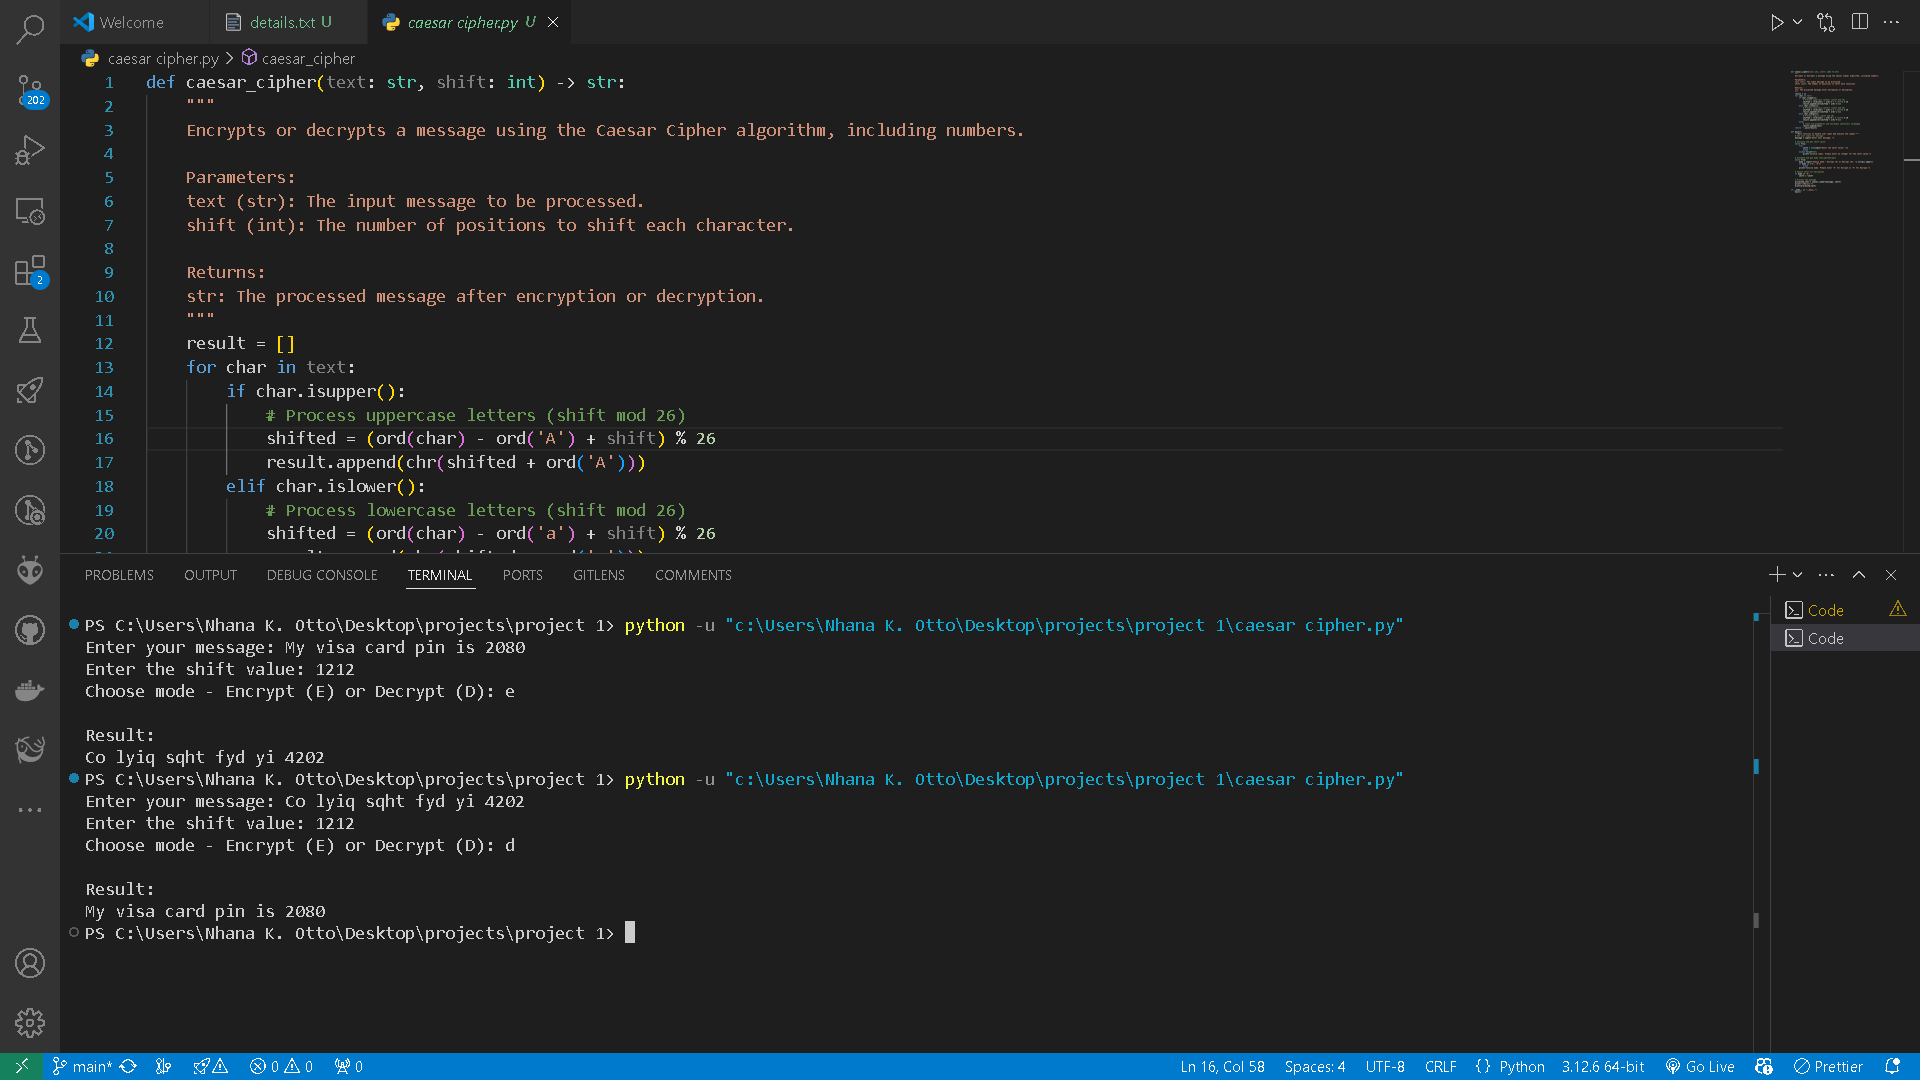 Welcome
details.txt U
caesar cipher.py U
caesar cipher.py > caesar_cipher
202
2
1 def caesar_cipher(text: str, shift: int) -> str:
2 """
3 Encrypts or decrypts a message using the Caesar Cipher algorithm, including numbers.
4
5 Parameters:
6 text (str): The input message to be processed.
7 shift (int): The number of positions to shift each character.
8
9 Returns:
10 str: The processed message after encryption or decryption.
11 """
12 result = []
13 for char in text:
14 if char.isupper():
15 # Process uppercase letters (shift mod 26)
16 shifted = (ord(char) - ord('A') + shift) % 26
17 result.append(chr(shifted + ord('A')))
18 elif char.islower():
19 # Process lowercase letters (shift mod 26)
20 shifted = (ord(char) - ord('a') + shift) % 26
PROBLEMS OUTPUT DEBUG CONSOLE TERMINAL PORTS GITLENS COMMENTS
Code
Code
PS C:\Users\Nhana K. Otto\Desktop\projects\project 1> python -u "c:\Users\Nhana K. Otto\Desktop\projects\project 1\caesar cipher.py"
Enter your message: My visa card pin is 2080
Enter the shift value: 1212
Choose mode - Encrypt (E) or Decrypt (D): e
Result:
Co lyiq sqht fyd yi 4202
PS C:\Users\Nhana K. Otto\Desktop\projects\project 1> python -u "c:\Users\Nhana K. Otto\Desktop\projects\project 1\caesar cipher.py"
Enter your message: Co lyiq sqht fyd yi 4202
Enter the shift value: 1212
Choose mode - Encrypt (E) or Decrypt (D): d
Result:
My visa card pin is 2080
PS C:\Users\Nhana K. Otto\Desktop\projects\project 1>
main* 0 0 0 Ln 16, Col 58 Spaces: 4 UTF-8 CRLF {} Python 3.12.6 64-bit Go Live Prettier